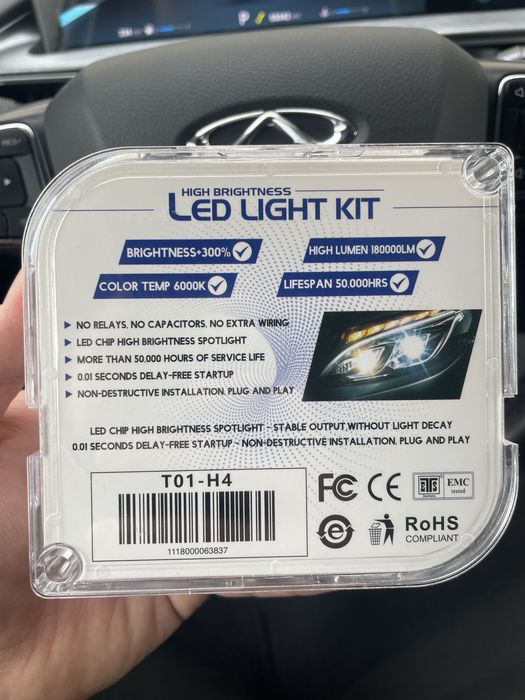 HIGH BRIGHTNESS
LED LIGHT KIT
BRIGHTNESS+300%
HIGH LUMEN 180000LM
COLOR TEMP 6000K
LIFESPAN 50.000HRS
NO RELAYS, NO CAPACITORS, NO EXTRA WIRING
LED CHIP HIGH BRIGHTNESS SPOTLIGHT
MORE THAN 50.000 HOURS OF SERVICE LIFE
0.01 SECONDS DELAY-FREE STARTUP
NON-DESTRUCTIVE INSTALLATION, PLUG AND PLAY
LED CHIP HIGH BRIGHTNESS SPOTLIGHT - STABLE OUTPUT WITHOUT LIGHT DECAY
0.01 SECONDS DELAY-FREE STARTUP - NON-DESTRUCTIVE INSTALLATION, PLUG AND PLAY
T01-H4
1118000063837
FC CE ETS EMC
Germany tested
e RoHS
COMPLIANT
RES+
P